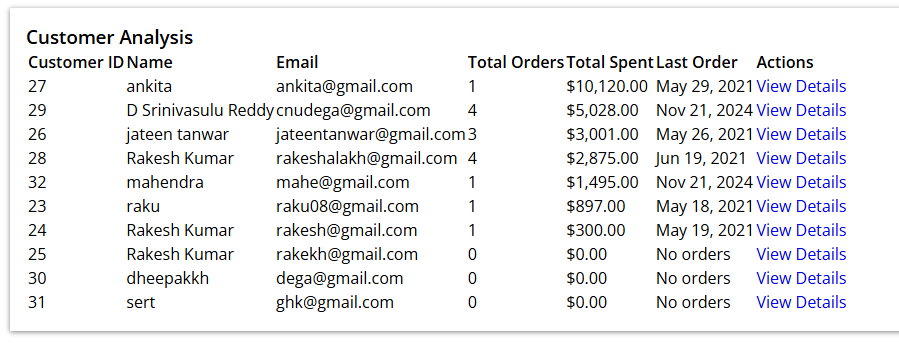 Customer Analysis
Customer ID Name Email Total Orders Total Spent Last Order Actions
27 ankita ankita@gmail.com 1 $10,120.00 May 29, 2021 View Details
29 D Srinivasulu Reddy cnudega@gmail.com 4 $5,028.00 Nov 21, 2024 View Details
26 jateen tanwar jateentanwar@gmail.com 3 $3,001.00 May 26, 2021 View Details
28 Rakesh Kumar rakeshalakh@gmail.com 4 $2,875.00 Jun 19, 2021 View Details
32 mahendra mahe@gmail.com 1 $1,495.00 Nov 21, 2024 View Details
23 raku raku08@gmail.com 1 $897.00 May 18, 2021 View Details
24 Rakesh Kumar rakesh@gmail.com 1 $300.00 May 19, 2021 View Details
25 Rakesh Kumar rakekh@gmail.com 0 $0.00 No orders View Details
30 dheepakkh dega@gmail.com 0 $0.00 No orders View Details
31 sert ghk@gmail.com 0 $0.00 No orders View Details